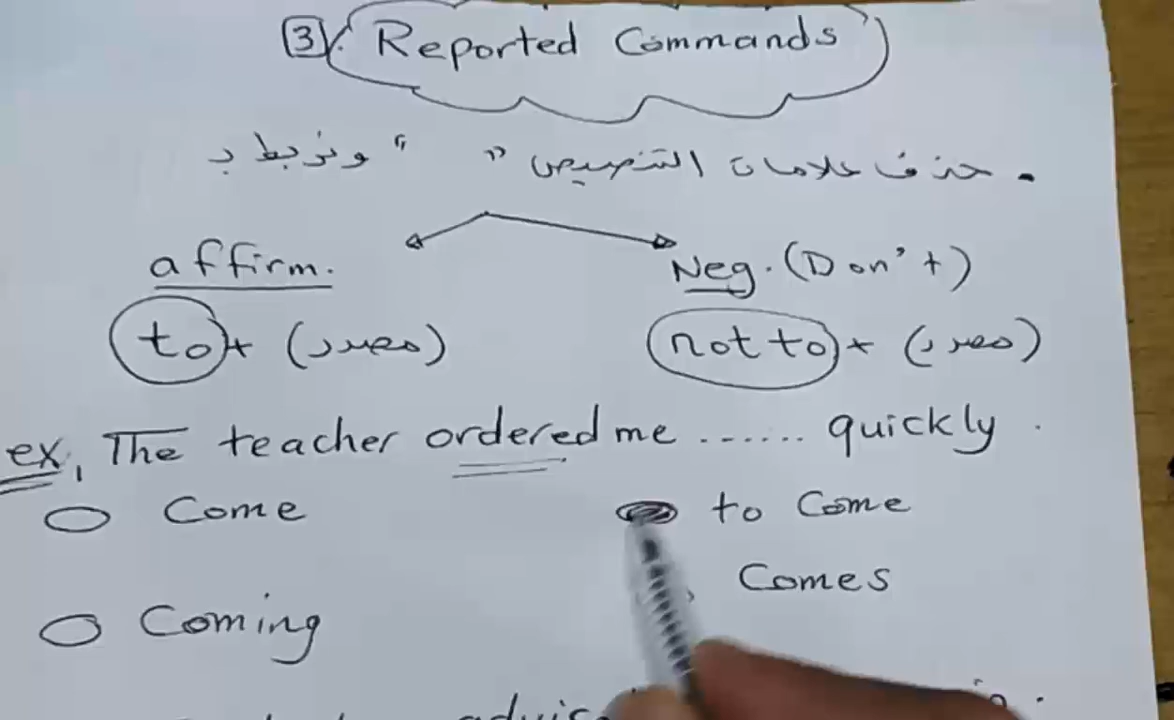 3. Reported Commands
. حذف علامات التنصيص " " ونربط بـ
affirm. Neg. (Don't)
to + (مصدر) not to + (مصدر)
ex, The teacher ordered me ...... quickly .
Come to Come
Coming Comes